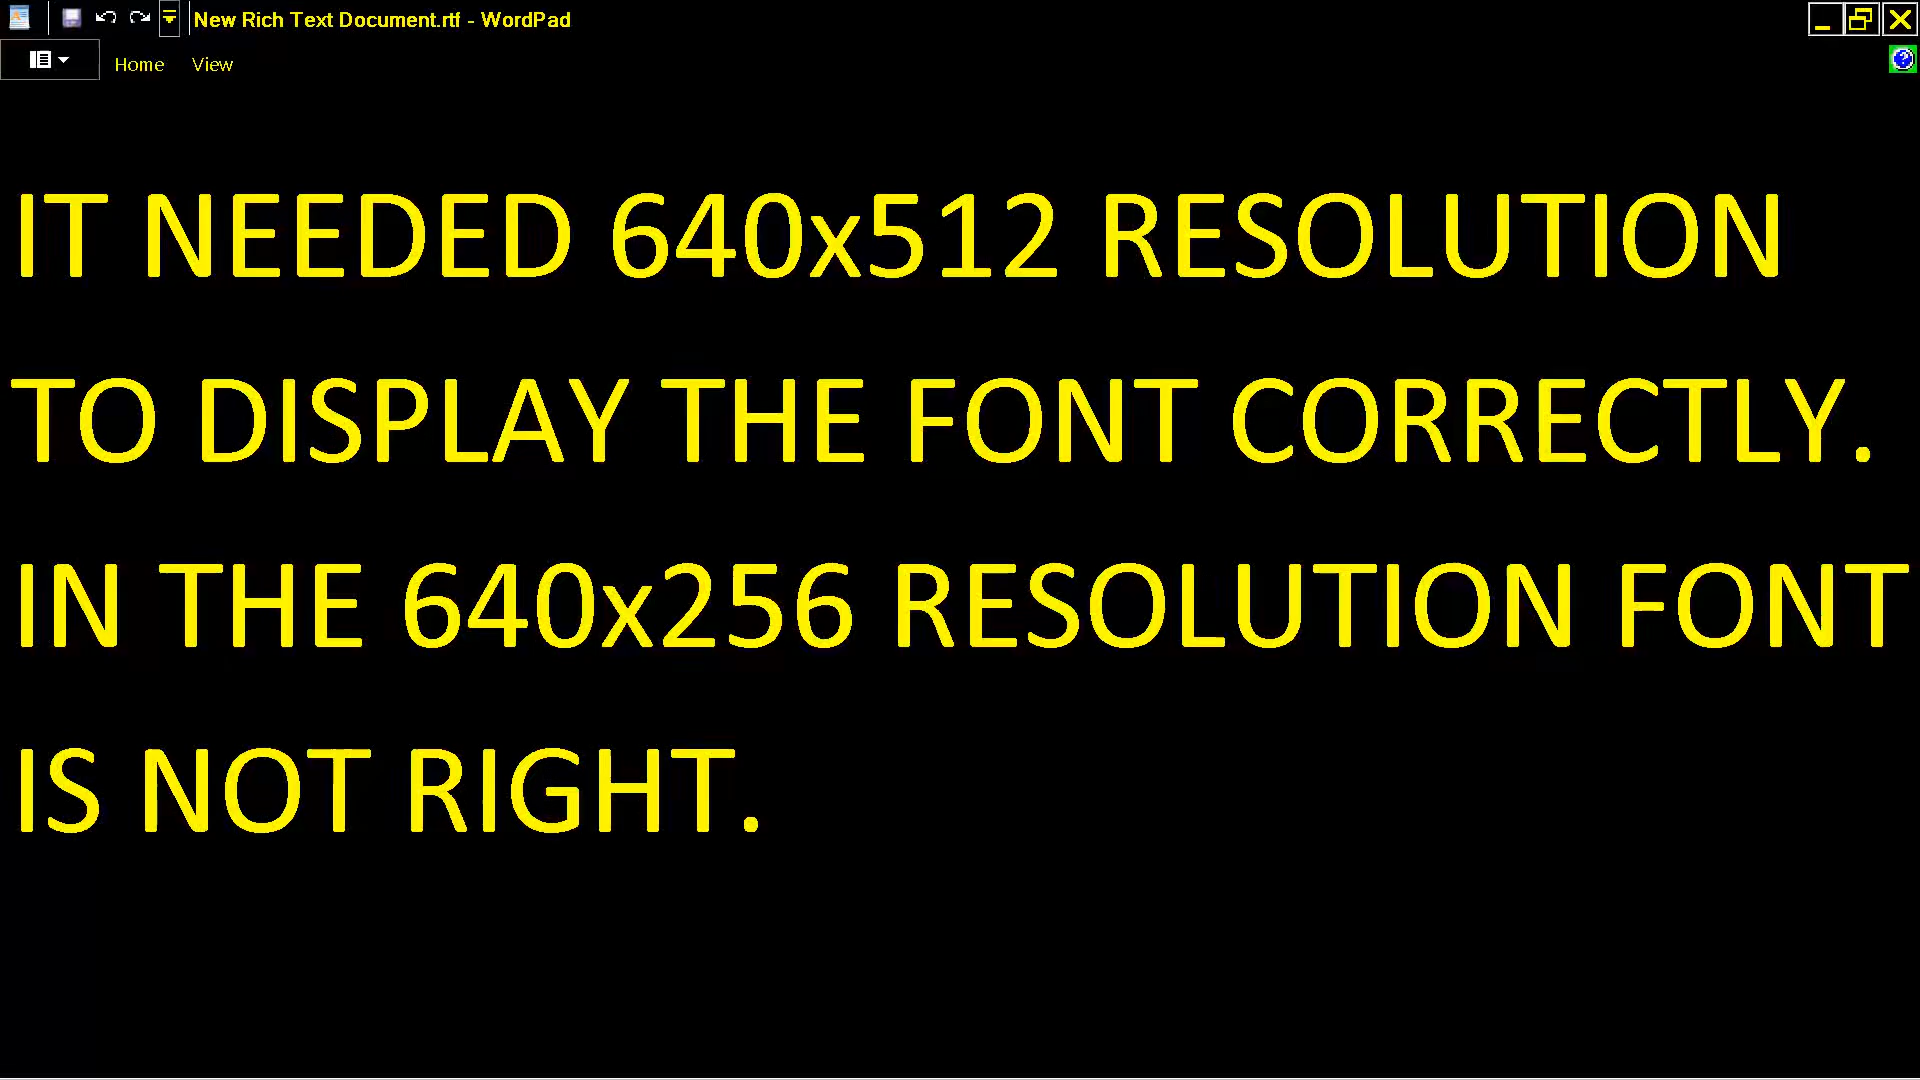 New Rich Text Document.rtf - WordPad
Home View
IT NEEDED 640x512 RESOLUTION
TO DISPLAY THE FONT CORRECTLY.
IN THE 640x256 RESOLUTION FONT
IS NOT RIGHT.